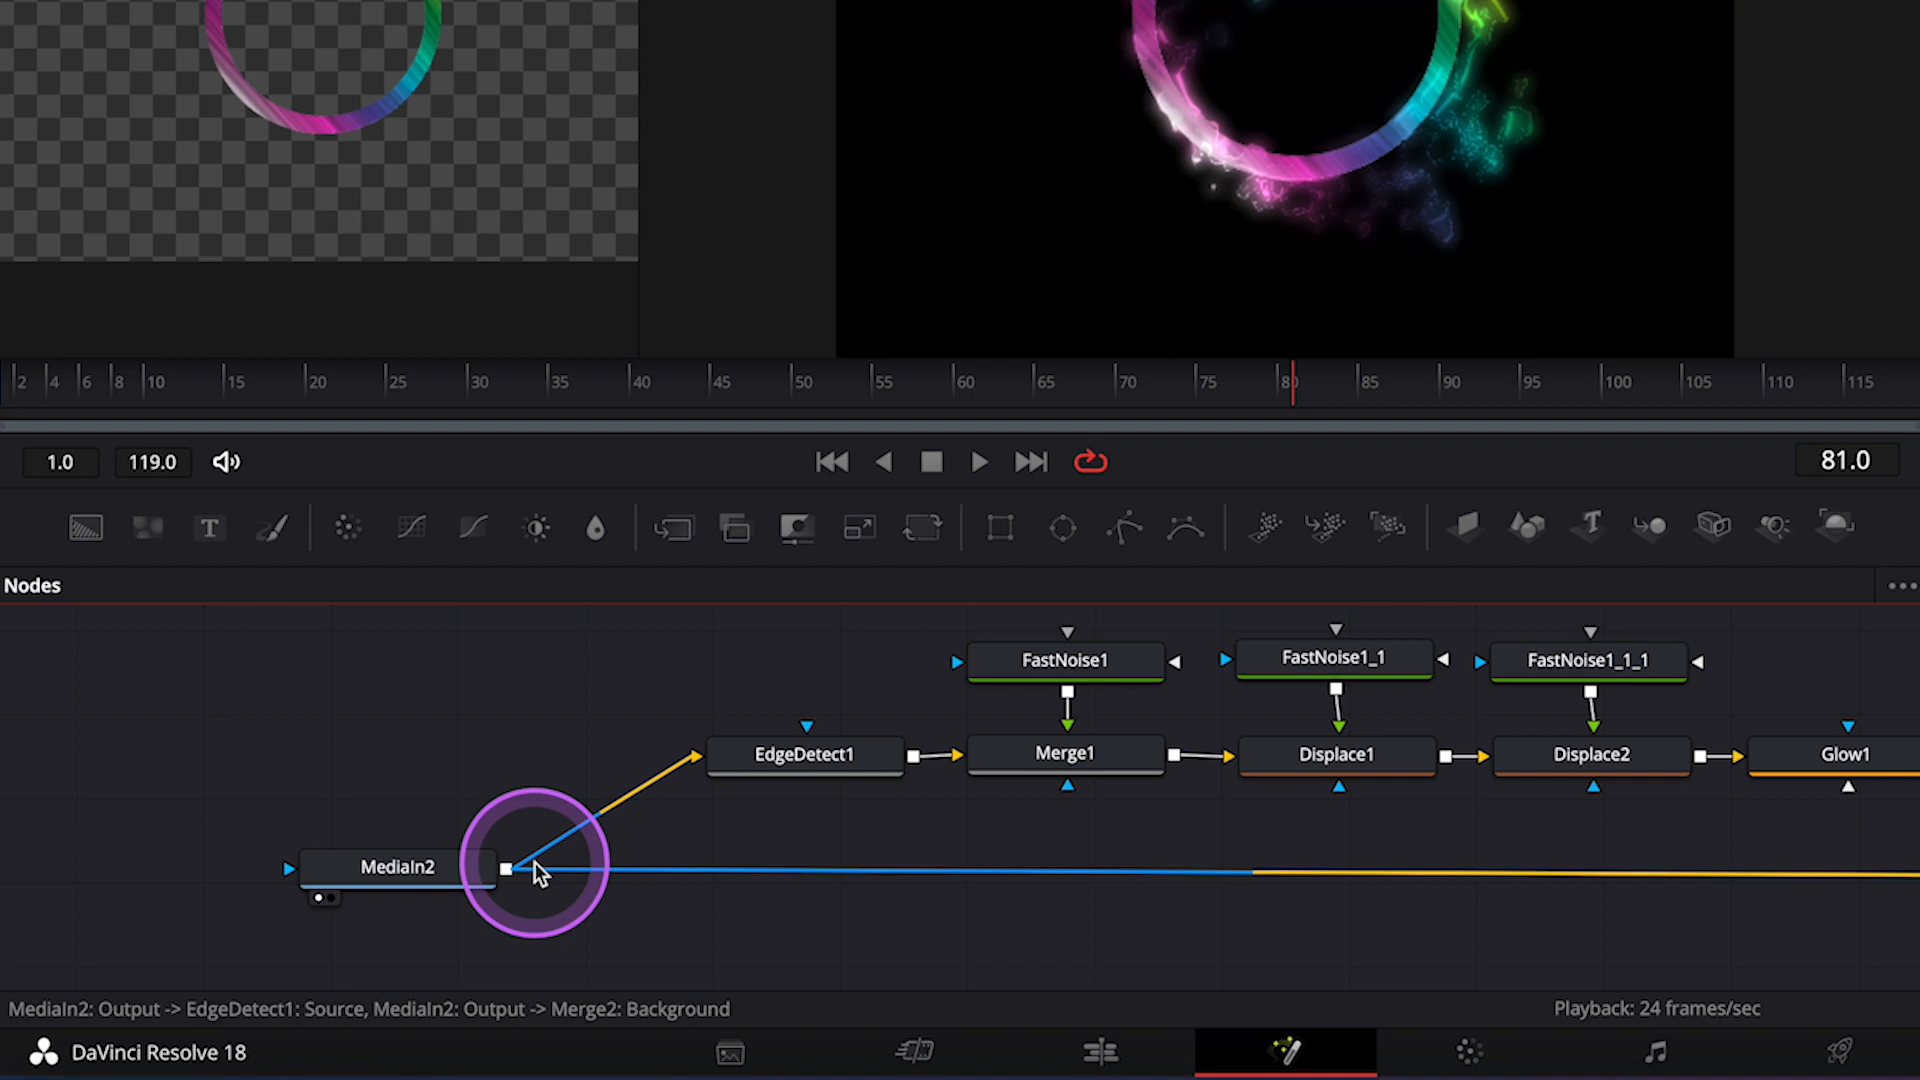 2 4 6 8 10 15 20 25 30 35 40 45 50 55 60 65 70 75 80 85 90 95 100 105 110 115
1.0 119.0 81.0
T T
Nodes
FastNoise1 FastNoise1_1 FastNoise1_1_1
EdgeDetect1 Merge1 Displace1 Displace2 Glow1
MediaIn2
MediaIn2: Output -> EdgeDetect1: Source, MediaIn2: Output -> Merge2: Background Playback: 24 frames/sec
DaVinci Resolve 18